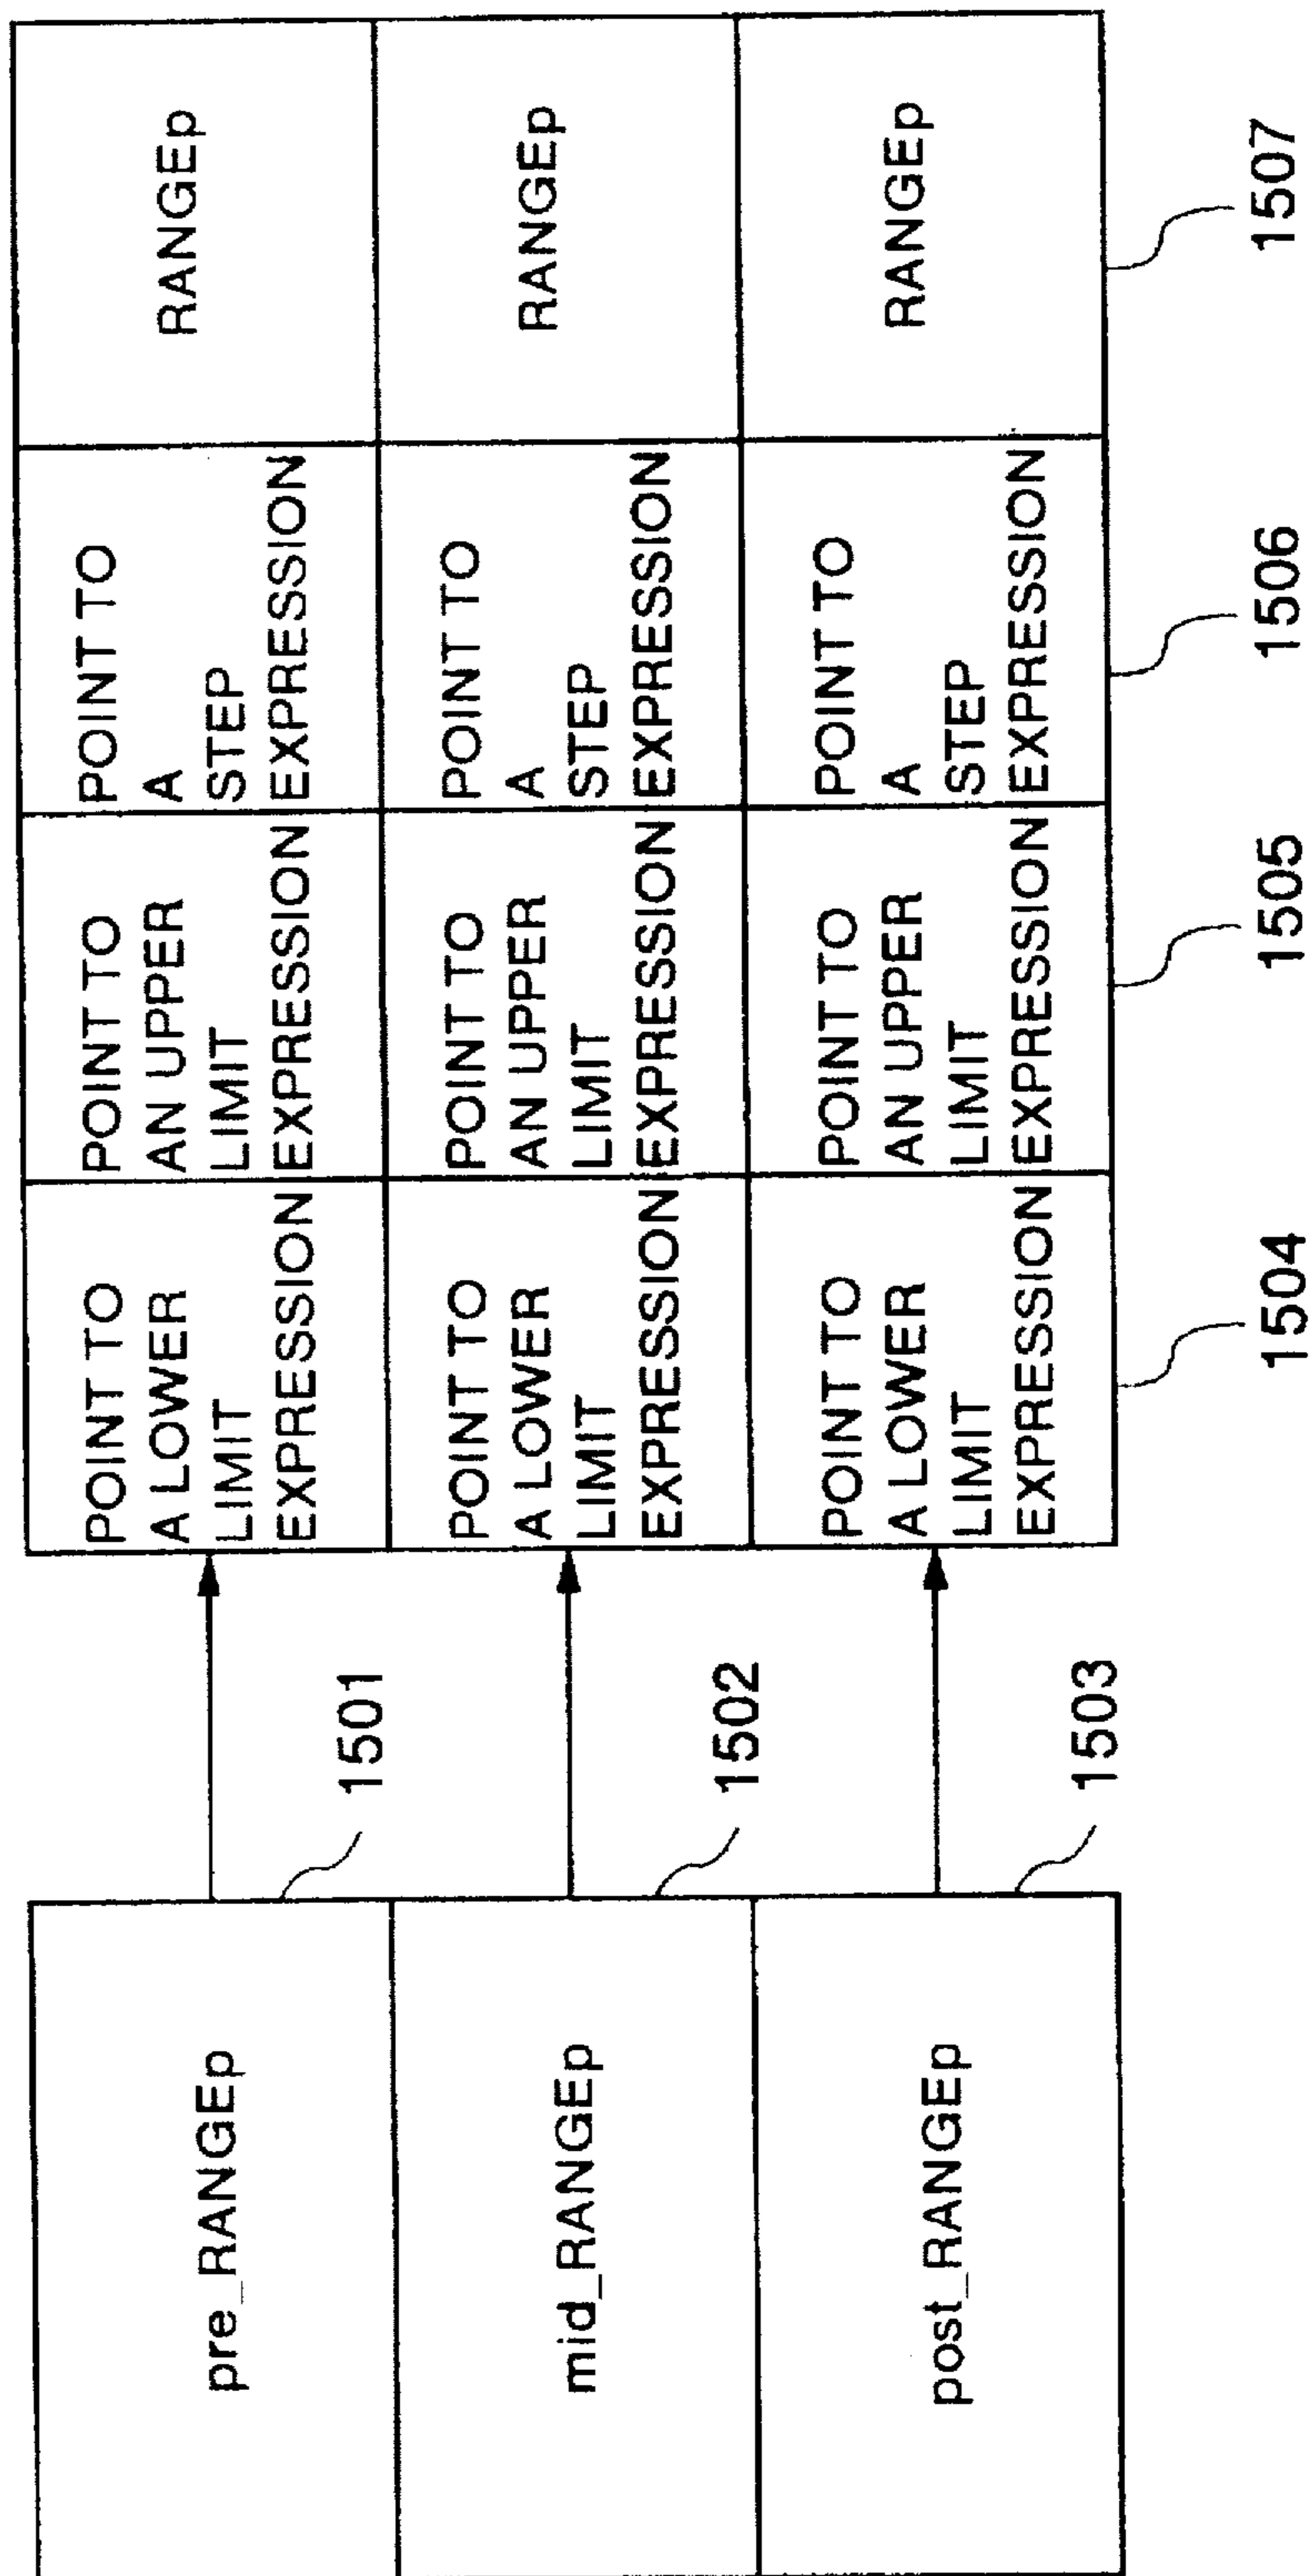 pre_RANGEp
mid_RANGEp
post_RANGEp
1501
1502
1503
POINT TO
A LOWER
LIMIT
EXPRESSION
POINT TO
AN UPPER
LIMIT
EXPRESSION
POINT TO
A
STEP
EXPRESSION
RANGEp
POINT TO
A LOWER
LIMIT
EXPRESSION
POINT TO
AN UPPER
LIMIT
EXPRESSION
POINT TO
A
STEP
EXPRESSION
RANGEp
POINT TO
A LOWER
LIMIT
EXPRESSION
POINT TO
AN UPPER
LIMIT
EXPRESSION
POINT TO
A
STEP
EXPRESSION
RANGEp
1504
1505
1506
1507